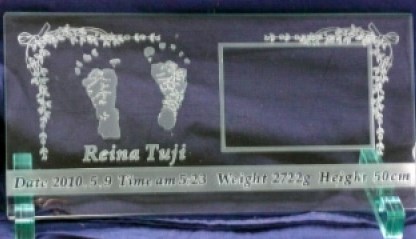 Reina Tuji
Date 2010. 5. 9 Time am 5:23 Weight 2722g Height 50cm